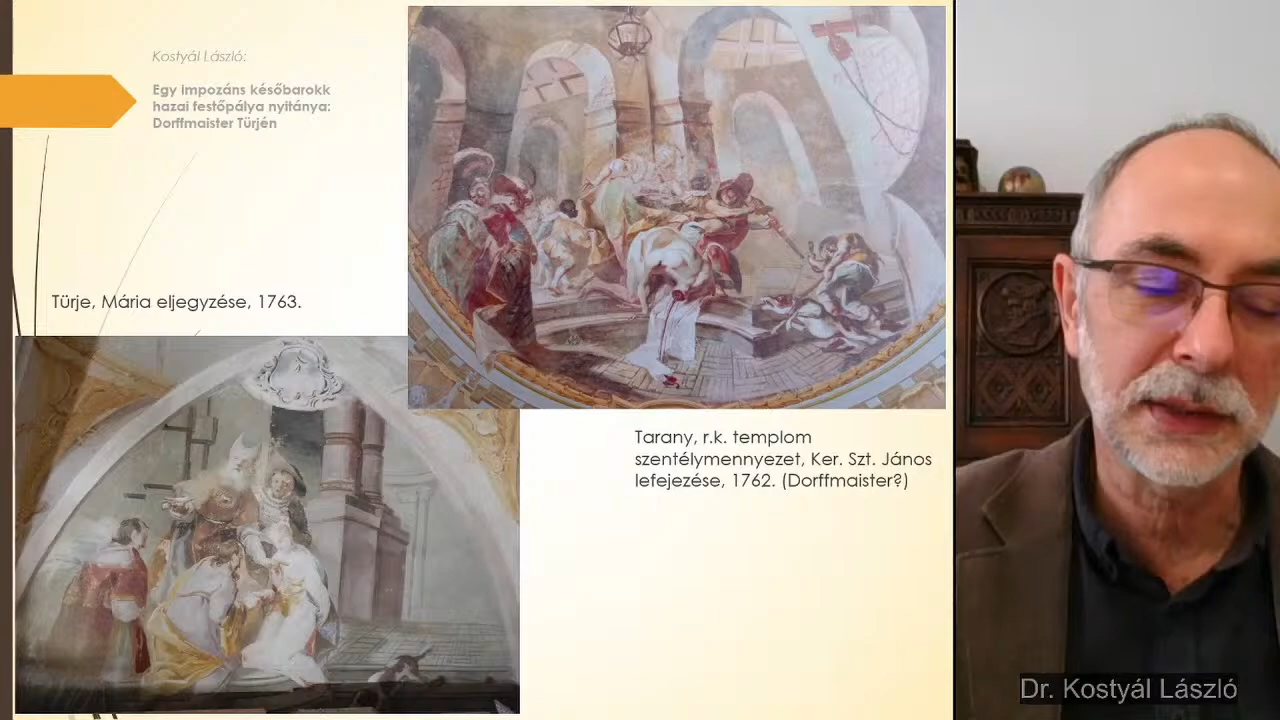 Kostyál László:
Egy impozáns későbarokk
hazai festőpálya nyitánya:
Dorffmaister Türjén
Türje, Mária eljegyzése, 1763.
Tarany, r.k. templom
szentélymennyezet, Ker. Szt. János
lefejezése, 1762. (Dorffmaister?)
Dr. Kostyál László